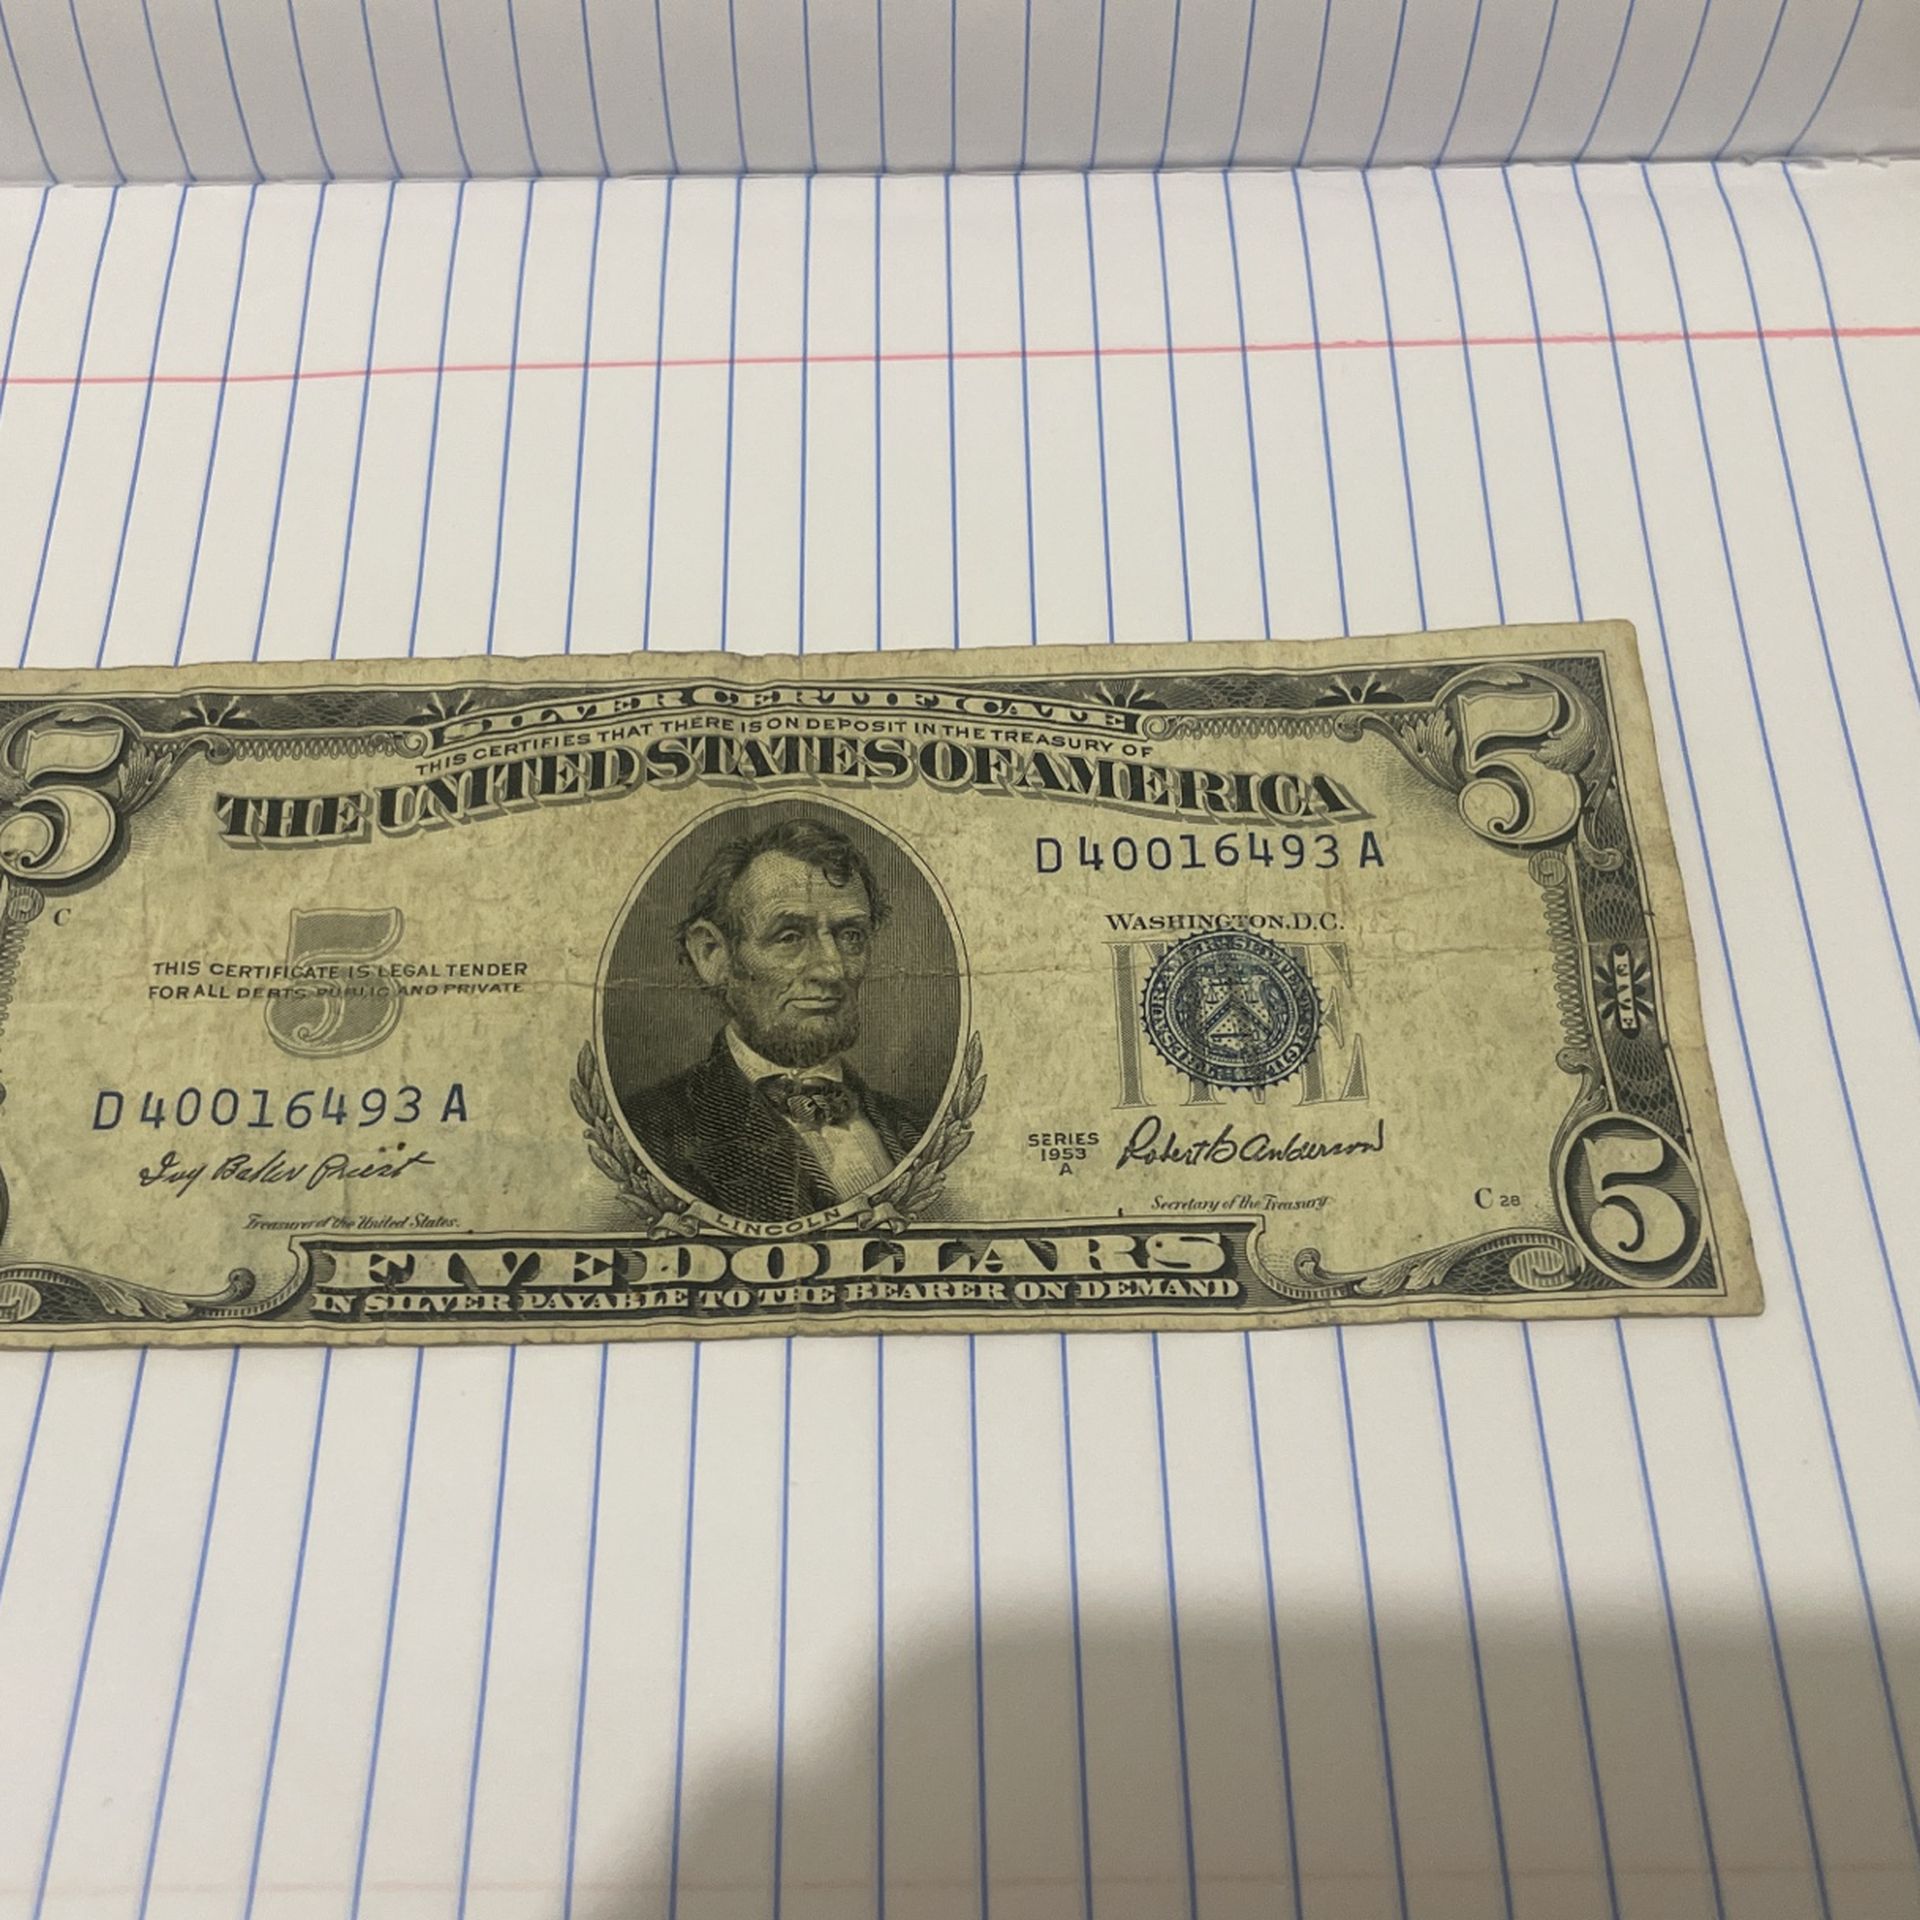 SILVER CERTIFICATE
THIS CERTIFIES THAT THERE IS ON DEPOSIT IN THE TREASURY OF
THE UNITED STATES OF AMERICA
5
5
D 40016493 A
C
WASHINGTON, D.C.
5
THIS CERTIFICATE IS LEGAL TENDER
FOR ALL DEBTS, PUBLIC AND PRIVATE
FIVE
FIVE
D 40016493 A
Ivy Baker Priest
Treasurer of the United States.
SERIES
1953
A
Robert B Anderson
Secretary of the Treasury
C 28
5
LINCOLN
FIVE DOLLARS
IN SILVER PAYABLE TO THE BEARER ON DEMAND